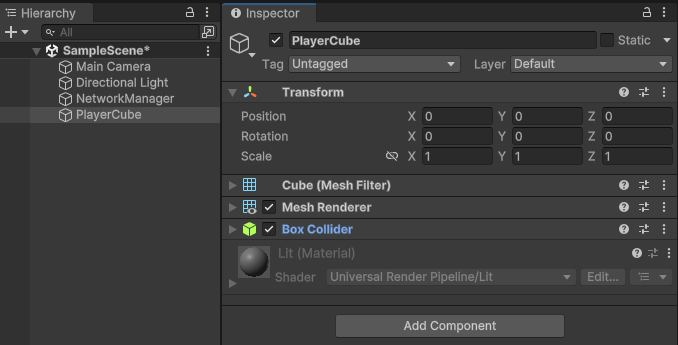 Hierarchy
All
SampleScene*
Main Camera
Directional Light
NetworkManager
PlayerCube
Inspector
PlayerCube Static
Tag Untagged Layer Default
Transform
Position X 0 Y 0 Z 0
Rotation X 0 Y 0 Z 0
Scale X 1 Y 1 Z 1
Cube (Mesh Filter)
Mesh Renderer
Box Collider
Lit (Material)
Shader Universal Render Pipeline/Lit Edit...
Add Component